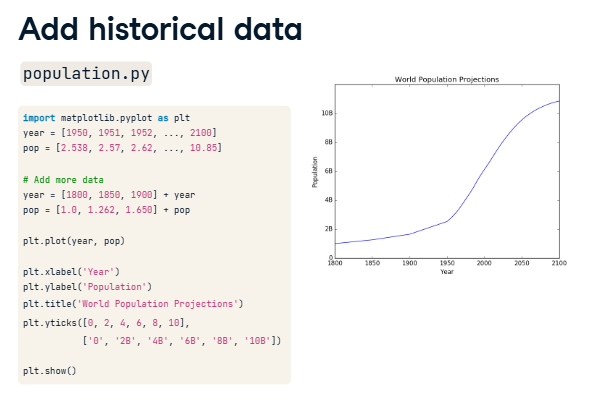 Add historical data
population.py
import matplotlib.pyplot as plt
year = [1950, 1951, 1952, ..., 2100]
pop = [2.538, 2.57, 2.62, ..., 10.85]
# Add more data
year = [1800, 1850, 1900] + year
pop = [1.0, 1.262, 1.650] + pop
plt.plot(year, pop)
plt.xlabel('Year')
plt.ylabel('Population')
plt.title('World Population Projections')
plt.yticks([0, 2, 4, 6, 8, 10],
['0', '2B', '4B', '6B', '8B', '10B'])
plt.show()
World Population Projections
10B
8B
6B
4B
2B
0
Population
1800 1850 1900 1950 2000 2050 2100
Year